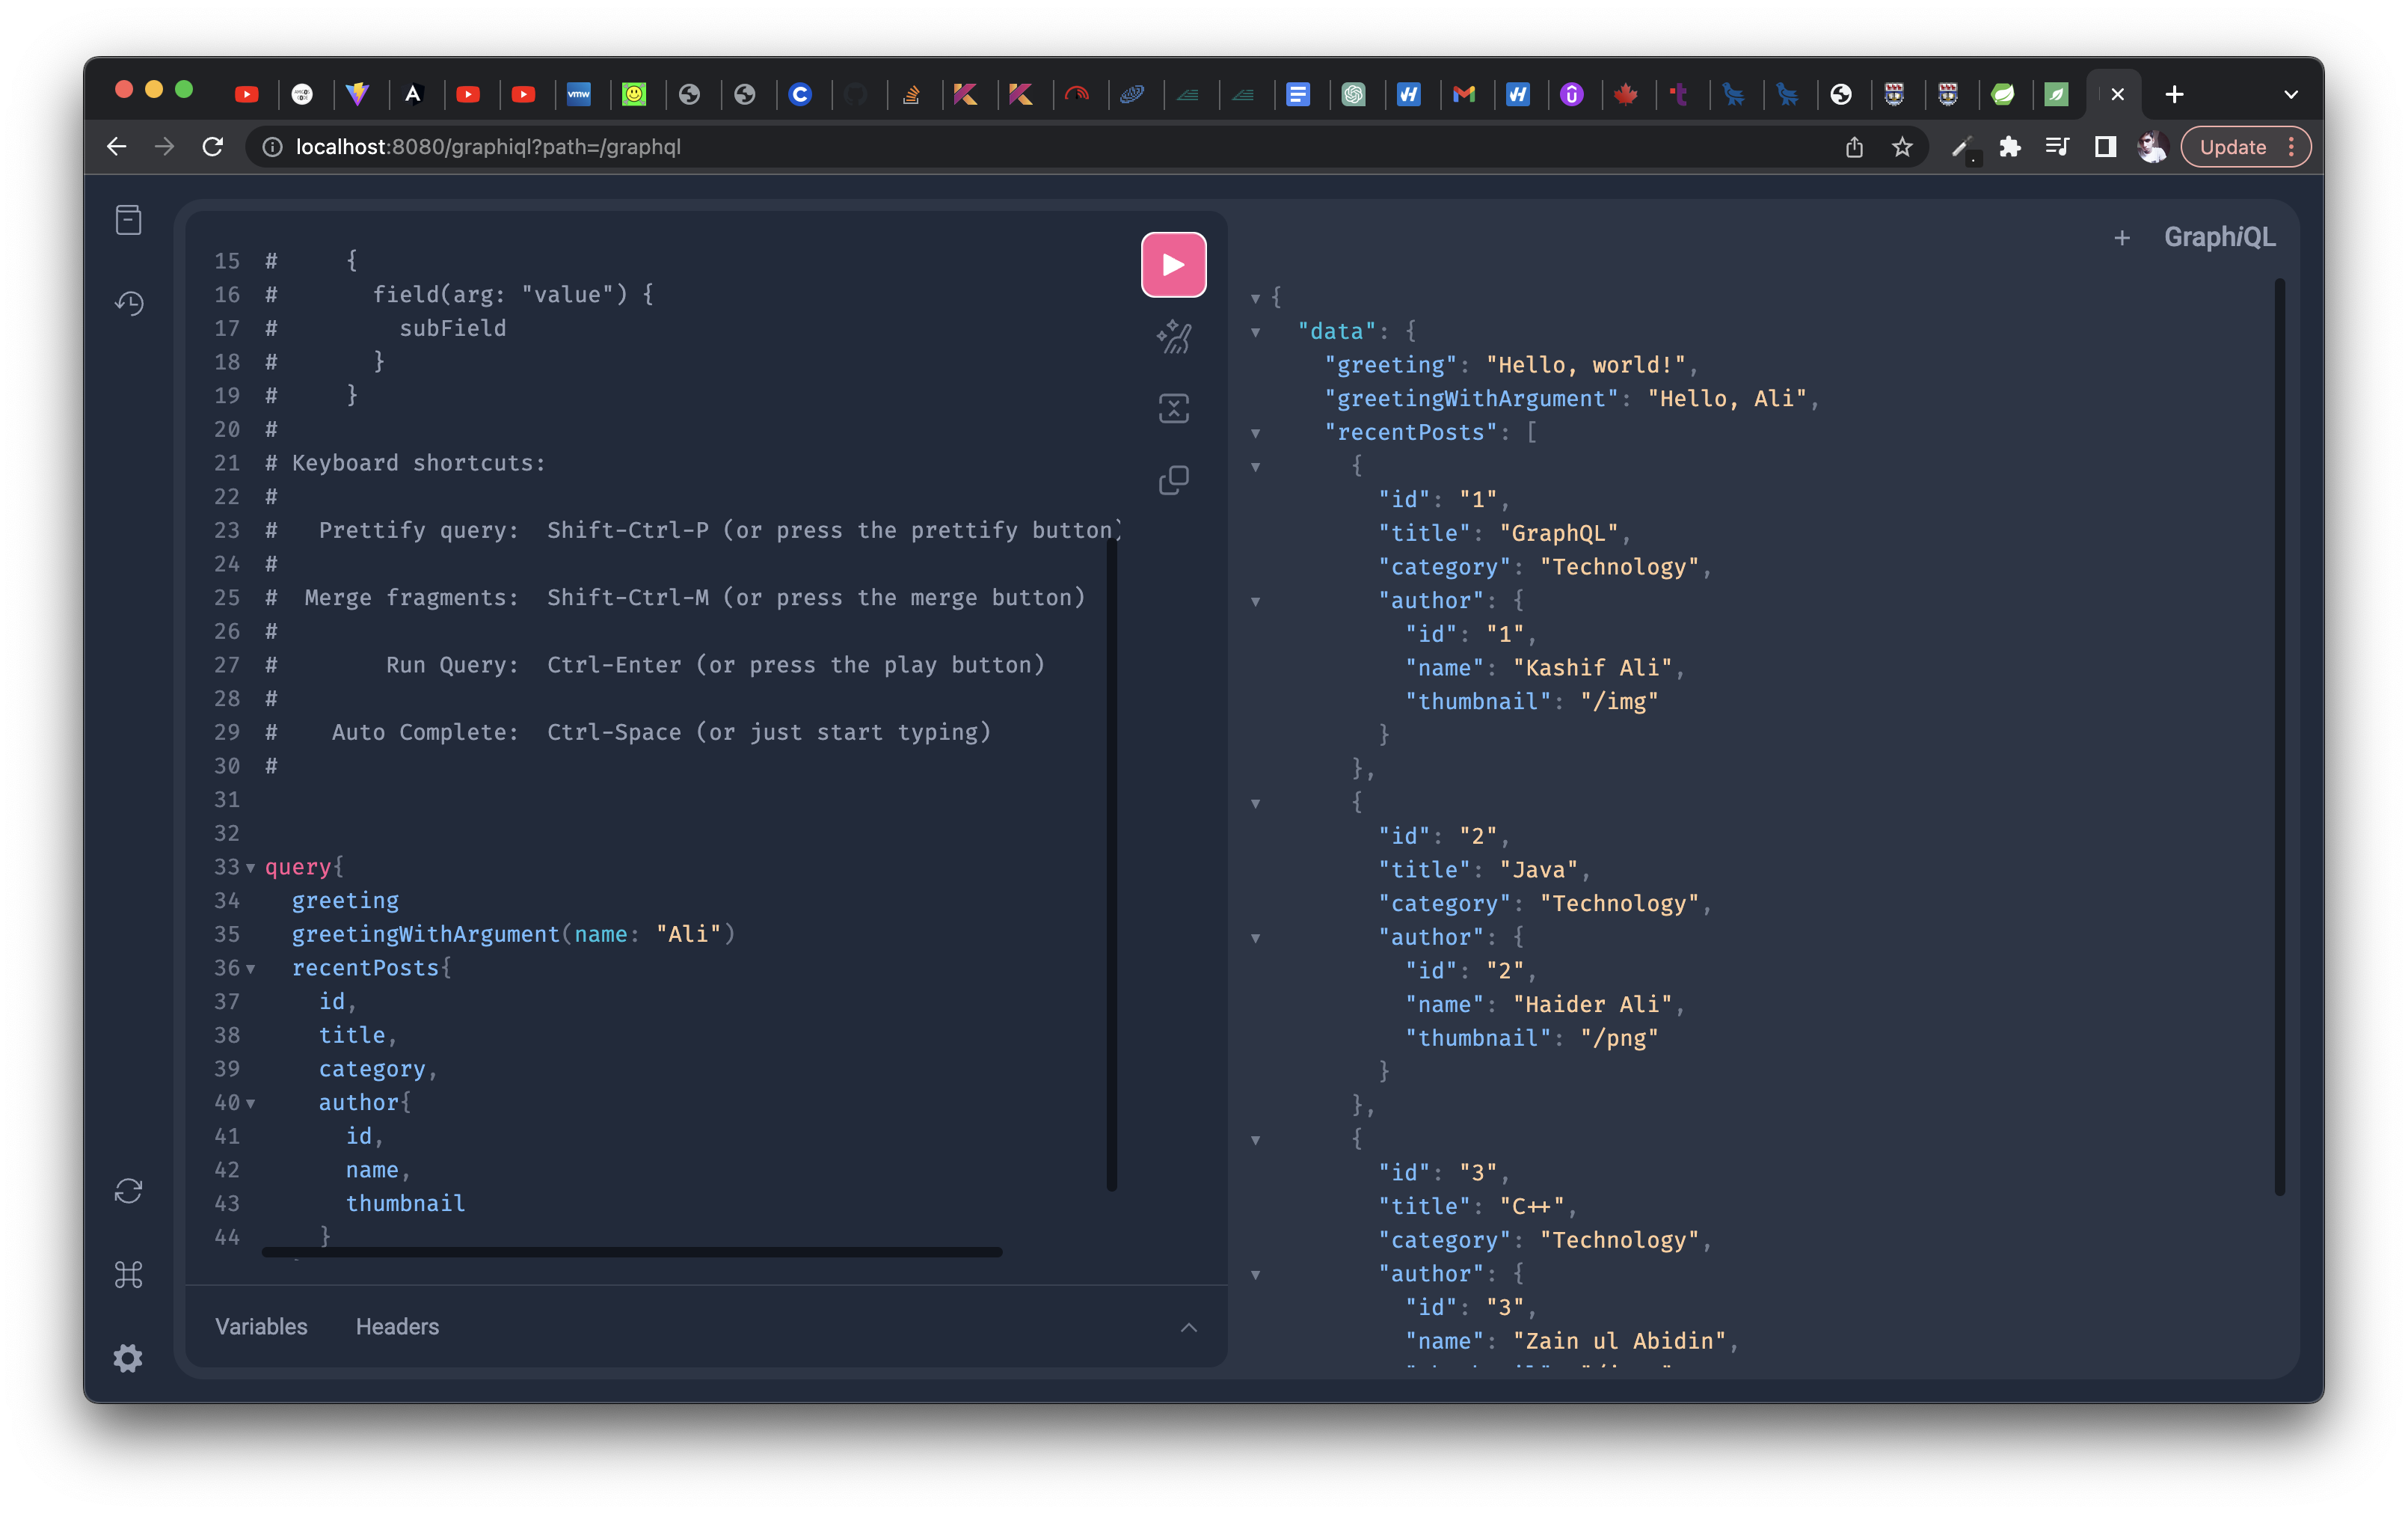 vmw
localhost:8080/graphiql?path=/graphql
Update
GraphiQL
15 #     {
16 #       field(arg: "value") {
17 #         subField
18 #       }
19 #     }
20 #
21 # Keyboard shortcuts:
22 #
23 #   Prettify query:  Shift-Ctrl-P (or press the prettify button)
24 #
25 #  Merge fragments:  Shift-Ctrl-M (or press the merge button)
26 #
27 #        Run Query:  Ctrl-Enter (or press the play button)
28 #
29 #    Auto Complete:  Ctrl-Space (or just start typing)
30 #
31
32
33 query{
34   greeting
35   greetingWithArgument(name: "Ali")
36   recentPosts{
37     id,
38     title,
39     category,
40     author{
41       id,
42       name,
43       thumbnail
44     }
Variables Headers
{
  "data": {
    "greeting": "Hello, world!",
    "greetingWithArgument": "Hello, Ali",
    "recentPosts": [
      {
        "id": "1",
        "title": "GraphQL",
        "category": "Technology",
        "author": {
          "id": "1",
          "name": "Kashif Ali",
          "thumbnail": "/img"
        }
      },
      {
        "id": "2",
        "title": "Java",
        "category": "Technology",
        "author": {
          "id": "2",
          "name": "Haider Ali",
          "thumbnail": "/png"
        }
      },
      {
        "id": "3",
        "title": "C++",
        "category": "Technology",
        "author": {
          "id": "3",
          "name": "Zain ul Abidin",